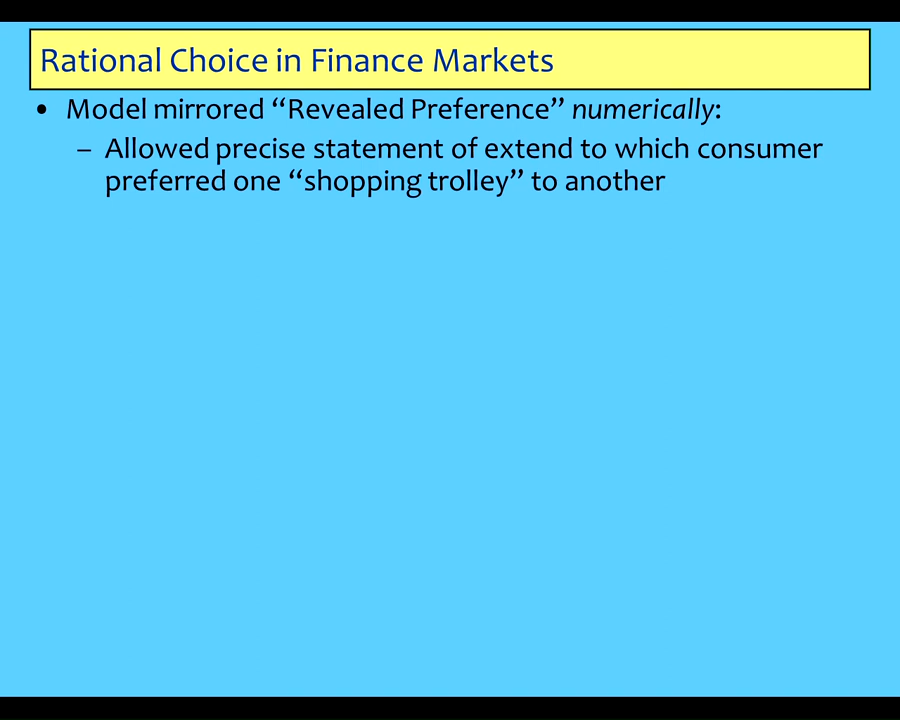 Rational Choice in Finance Markets
• Model mirrored “Revealed Preference” numerically:
– Allowed precise statement of extend to which consumer
preferred one “shopping trolley” to another